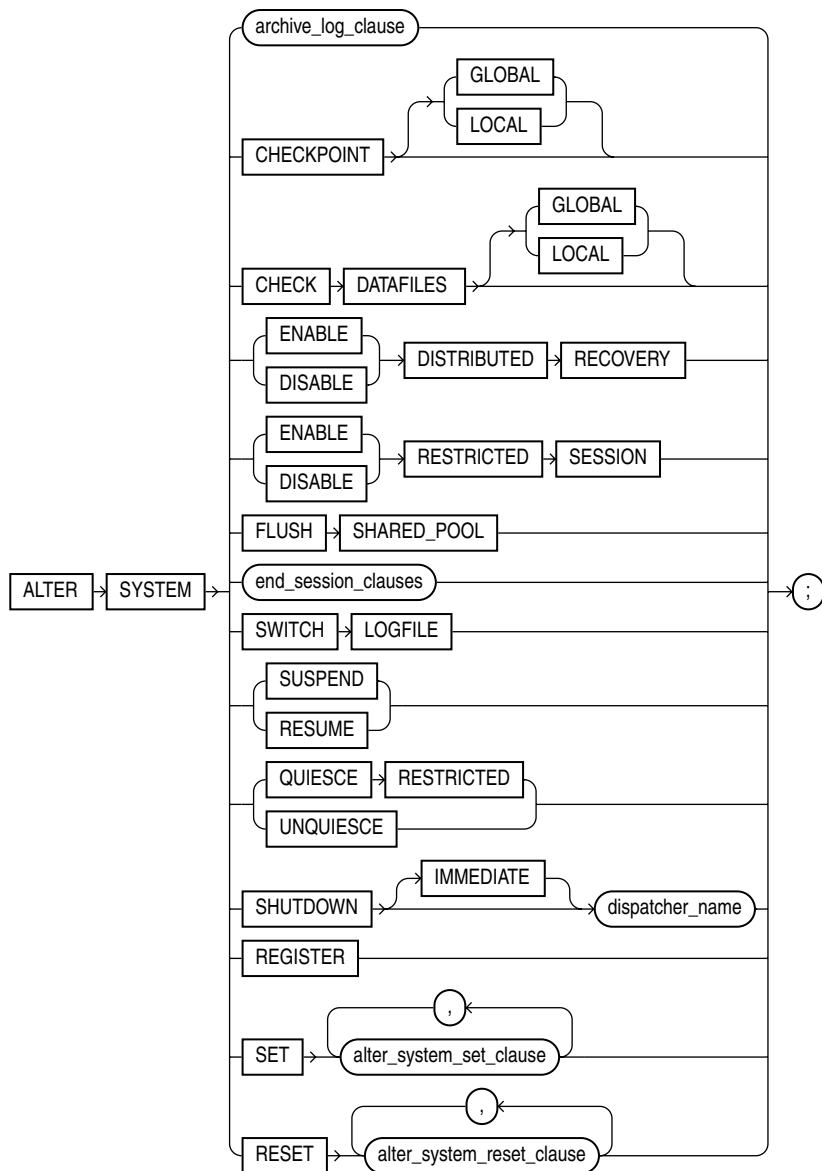 archive_log_clause
GLOBAL
LOCAL
CHECKPOINT
GLOBAL
LOCAL
CHECK DATAFILES
ENABLE
DISTRIBUTED RECOVERY
DISABLE
ENABLE
RESTRICTED SESSION
DISABLE
FLUSH SHARED_POOL
ALTER SYSTEM end_session_clauses ;
SWITCH LOGFILE
SUSPEND
RESUME
QUIESCE RESTRICTED
UNQUIESCE
IMMEDIATE
SHUTDOWN dispatcher_name
REGISTER
,
SET alter_system_set_clause
,
RESET alter_system_reset_clause